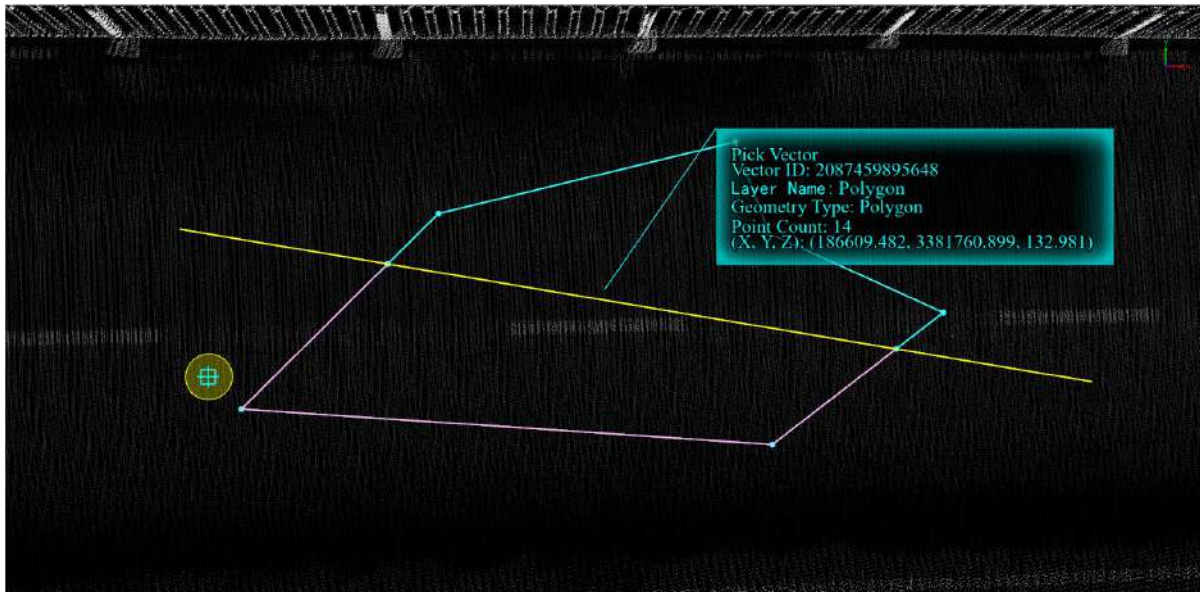 Pick Vector
Vector ID: 2087459895648
Layer Name: Polygon
Geometry Type: Polygon
Point Count: 14
(X, Y, Z): (186609.482, 3381760.899, 132.981)